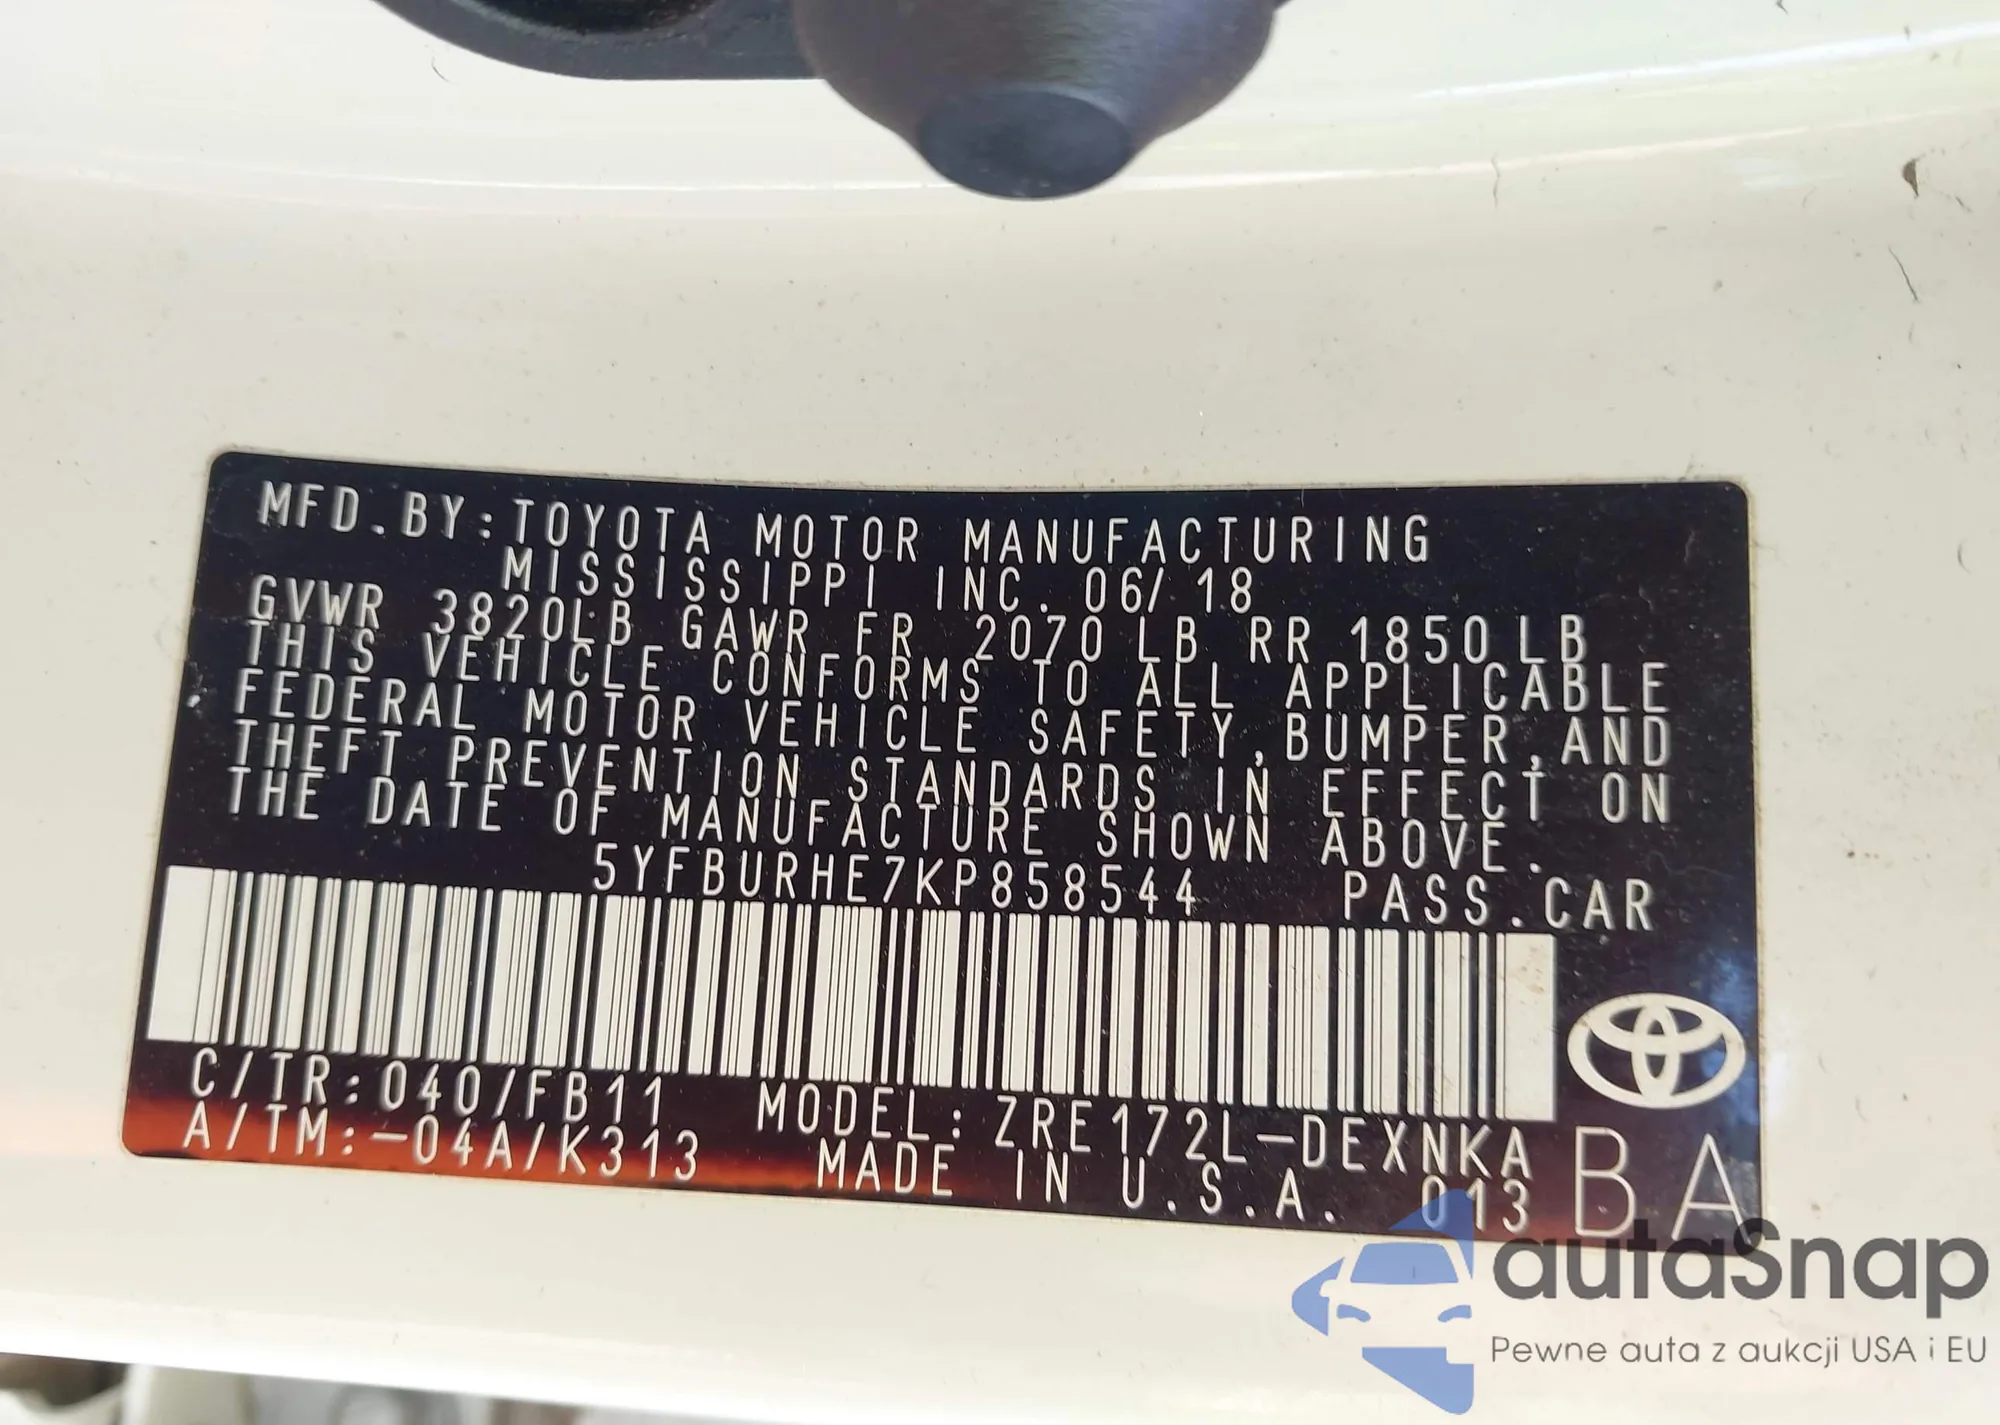 MFD.BY:TOYOTA MOTOR MANUFACTURING
MISSISSIPPI INC. 06/18
GVWR 3820LB GAWR FR 2070LB RR 1850LB
THIS VEHICLE CONFORMS TO ALL APPLICABLE
FEDERAL MOTOR VEHICLE SAFETY,BUMPER,AND
THEFT PREVENTION STANDARDS IN EFFECT ON
THE DATE OF MANUFACTURE SHOWN ABOVE.
5YFBURHE7KP858544 PASS.CAR
C/TR:040/FB11 MODEL:ZRE172L-DEXNKA
A/TM:-04A/K313 MADE IN U.S.A. 013
BA
autaSnap
Pewne auta z aukcji USA i EU